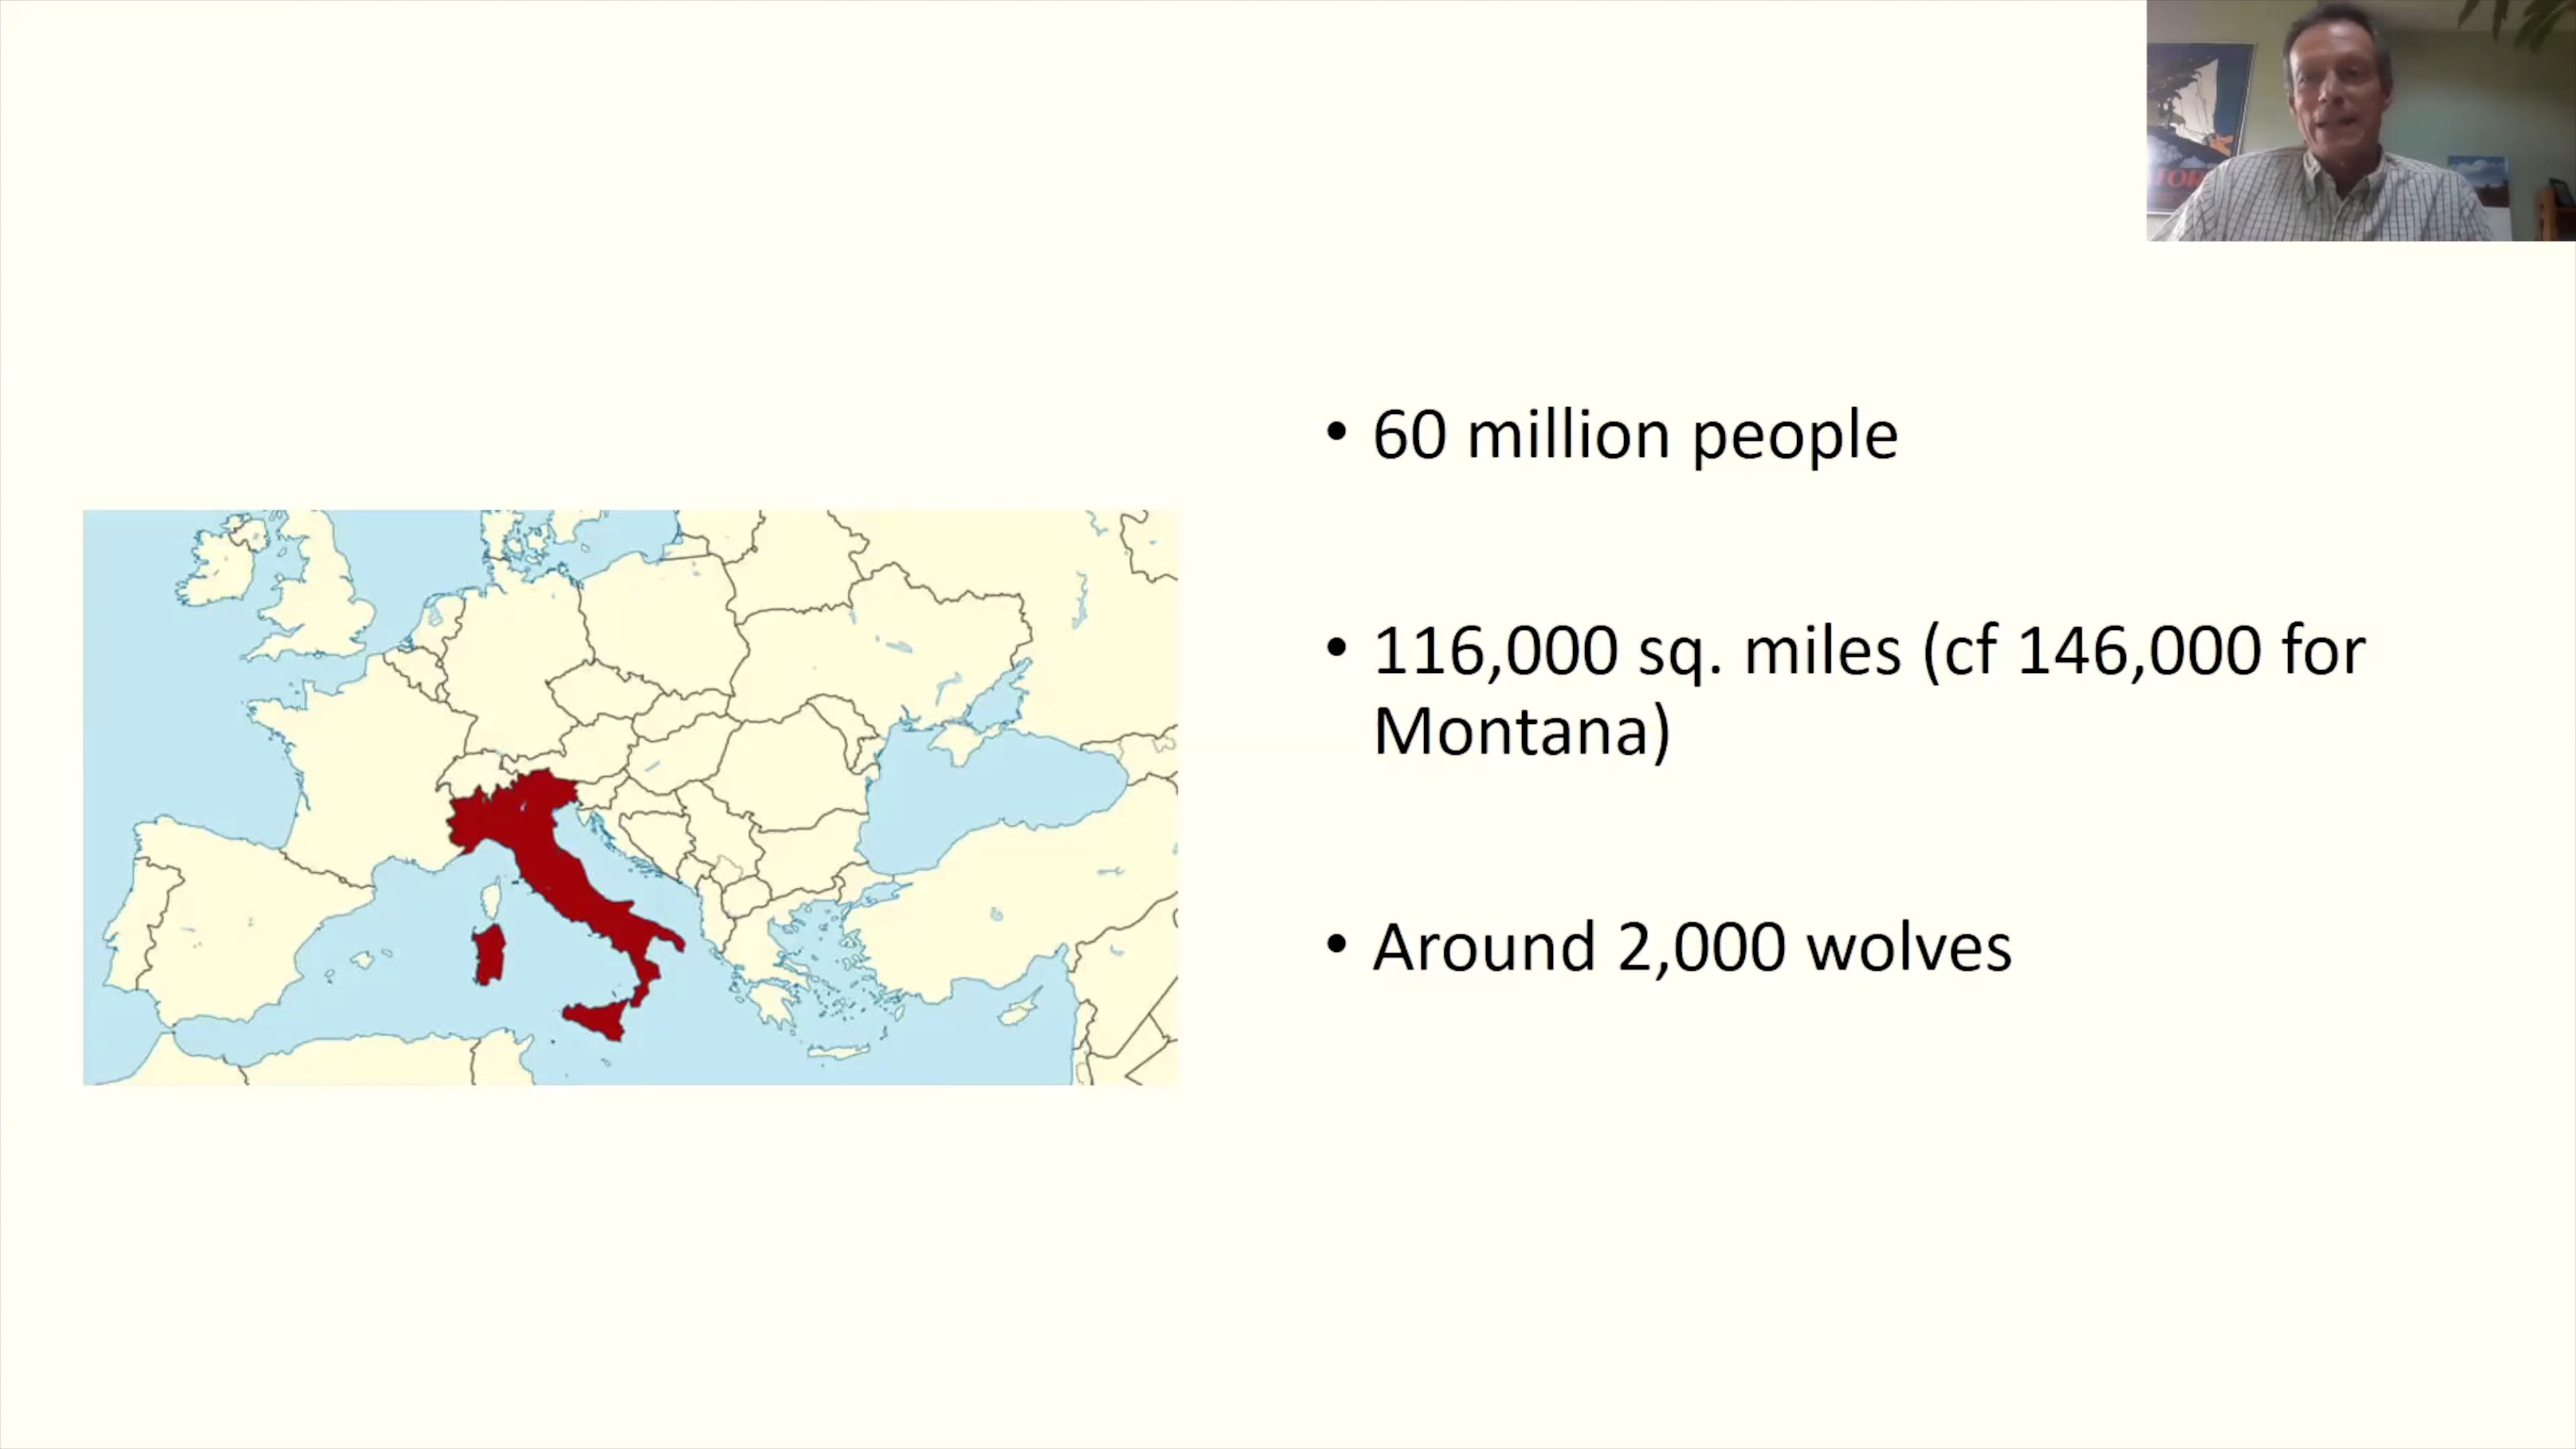 • 60 million people
• 116,000 sq. miles (cf 146,000 for
Montana)
• Around 2,000 wolves